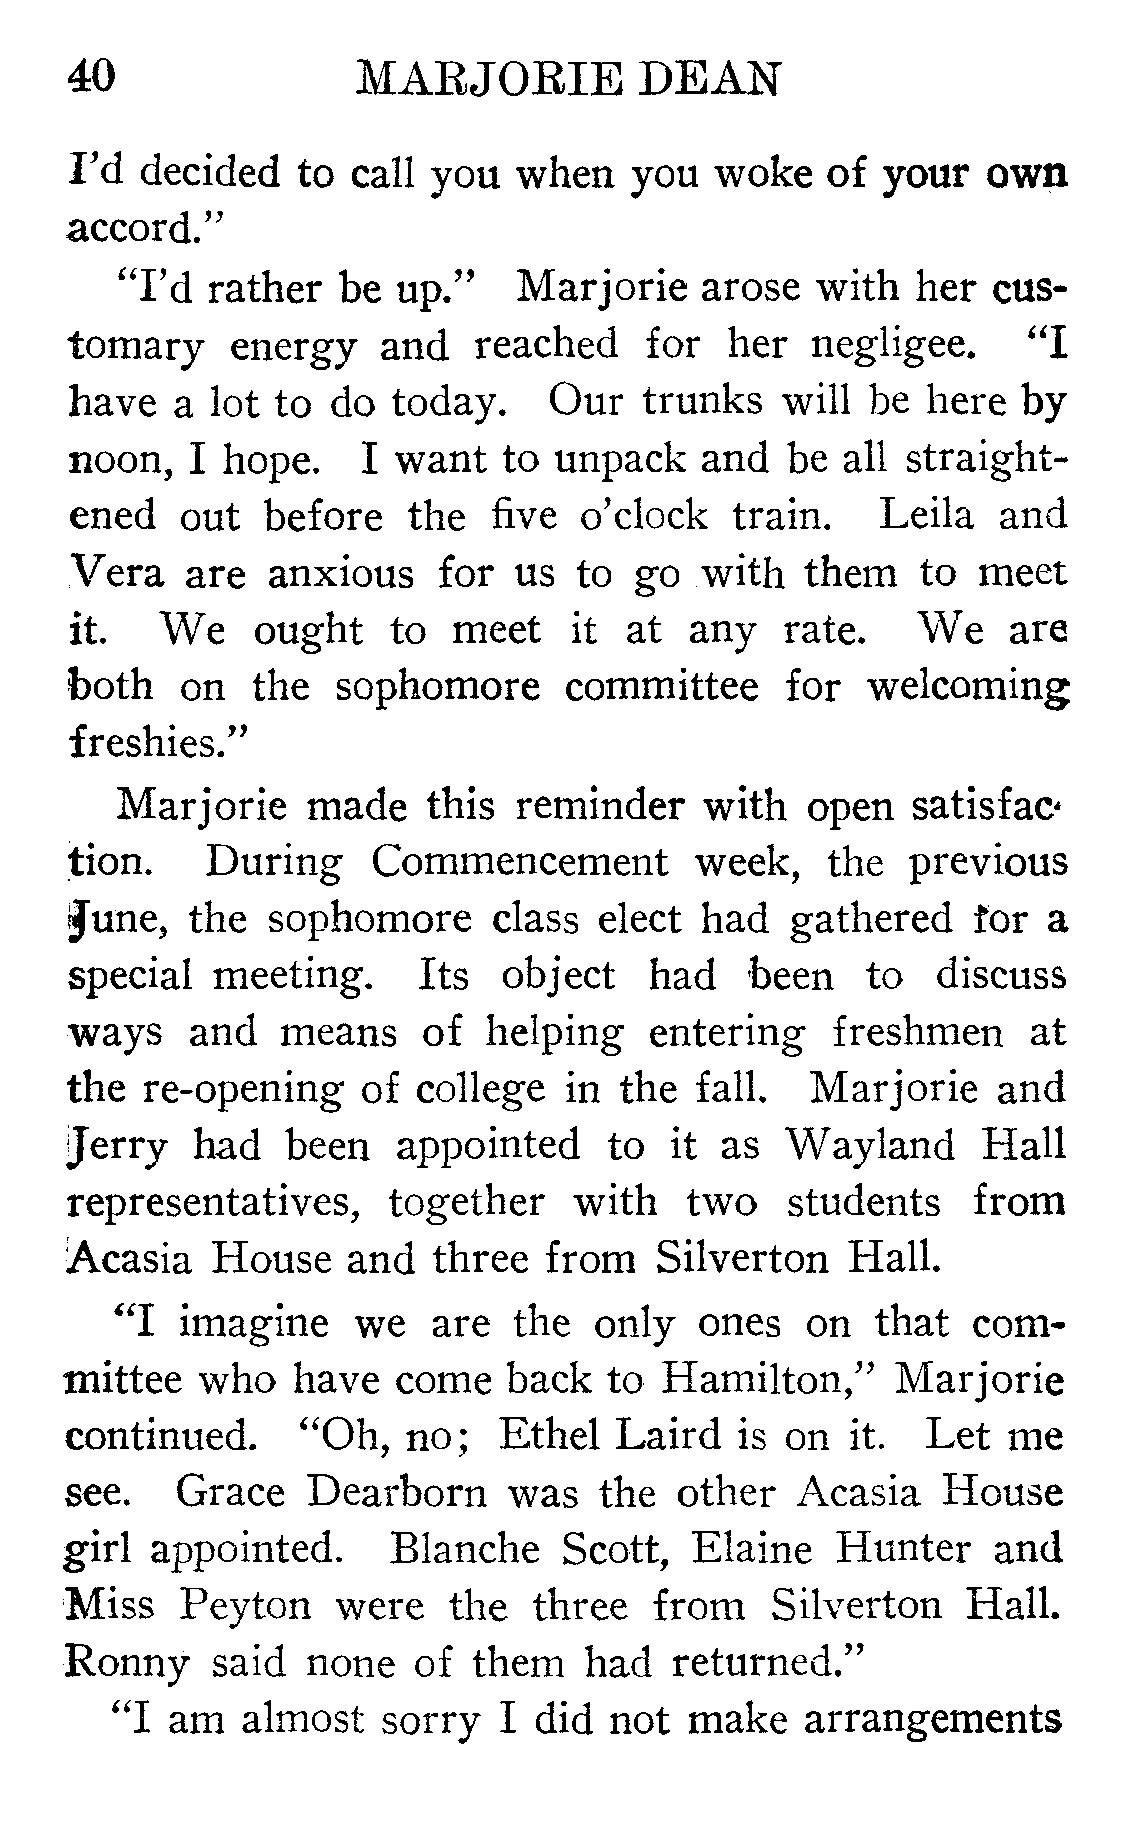 40 MARJORIE DEAN
I'd decided to call you when you woke of your own
accord."
"I'd rather be up." Marjorie arose with her cus-
tomary energy and reached for her negligee. "I
have a lot to do today. Our trunks will be here by
noon, I hope. I want to unpack and be all straight-
ened out before the five o'clock train. Leila and
Vera are anxious for us to go with them to meet
it. We ought to meet it at any rate. We are
both on the sophomore committee for welcoming
freshies."
Marjorie made this reminder with open satisfac-
tion. During Commencement week, the previous
June, the sophomore class elect had gathered for a
special meeting. Its object had been to discuss
ways and means of helping entering freshmen at
the re-opening of college in the fall. Marjorie and
Jerry had been appointed to it as Wayland Hall
representatives, together with two students from
Acasia House and three from Silverton Hall.
"I imagine we are the only ones on that com-
mittee who have come back to Hamilton," Marjorie
continued. "Oh, no; Ethel Laird is on it. Let me
see. Grace Dearborn was the other Acasia House
girl appointed. Blanche Scott, Elaine Hunter and
Miss Peyton were the three from Silverton Hall.
Ronny said none of them had returned."
"I am almost sorry I did not make arrangements